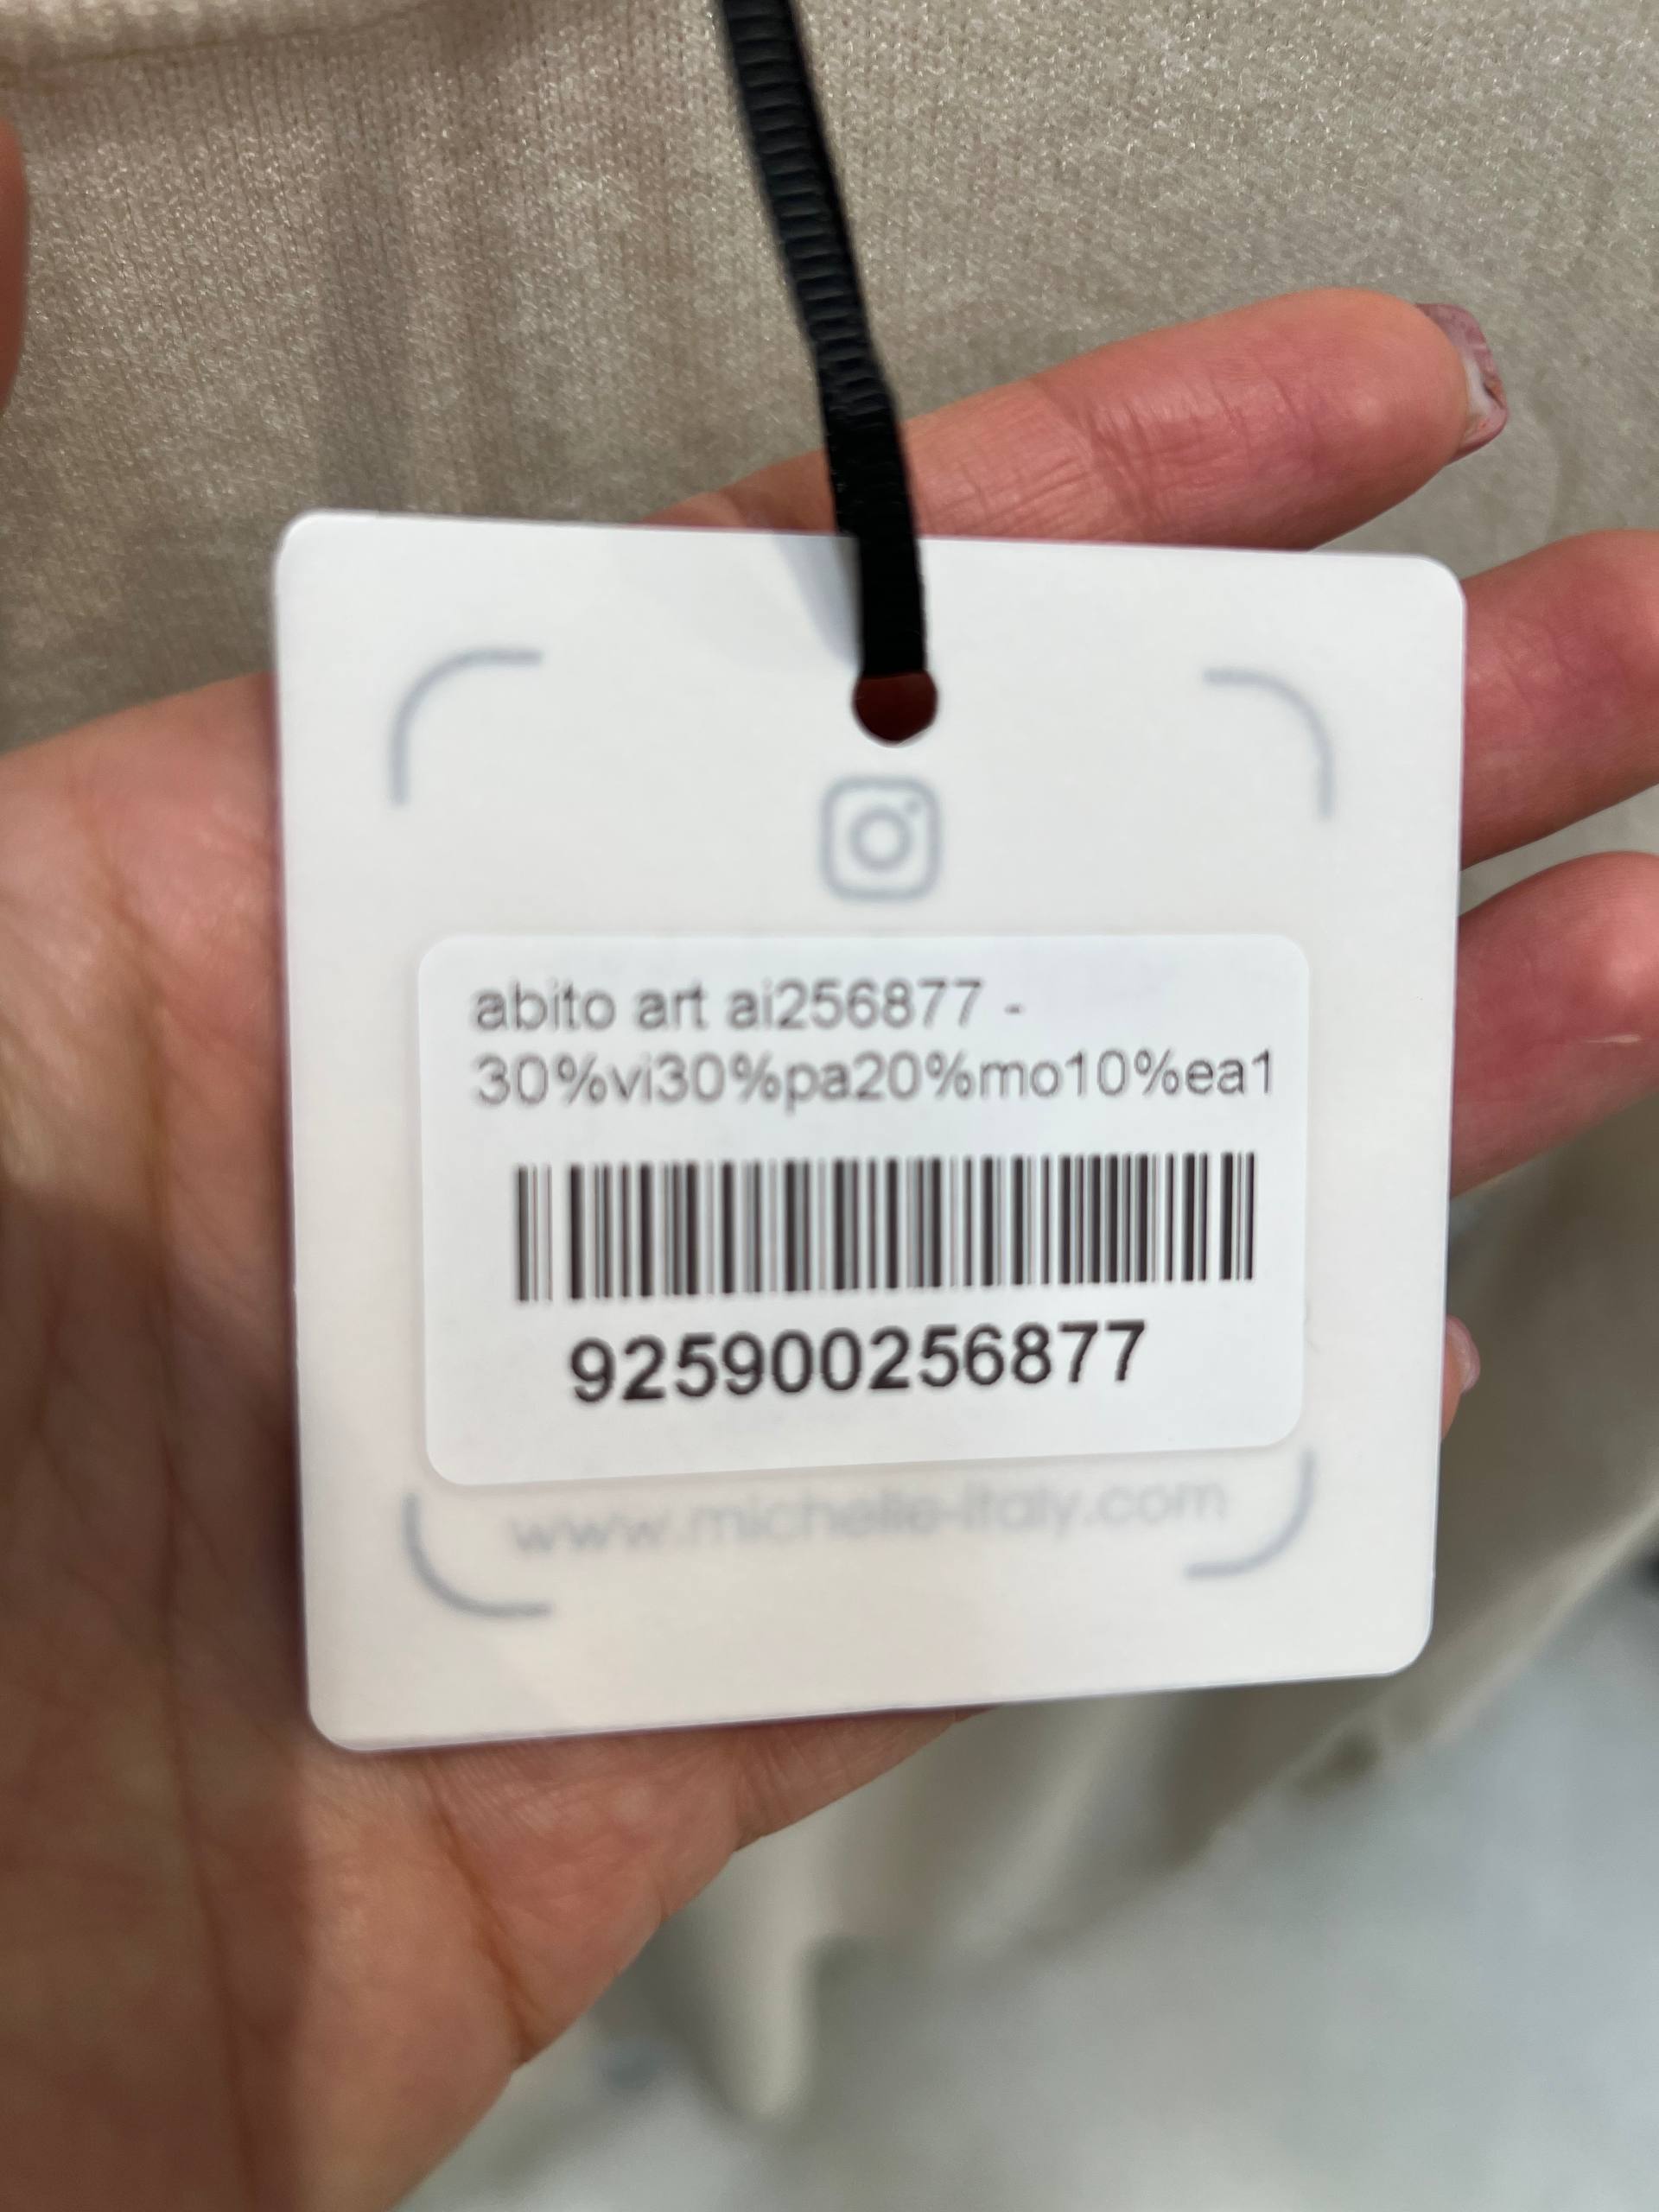 abito art ai256877 -
30%vi30%pa20%mo10%ea1
925900256877
www.michelle-italy.com